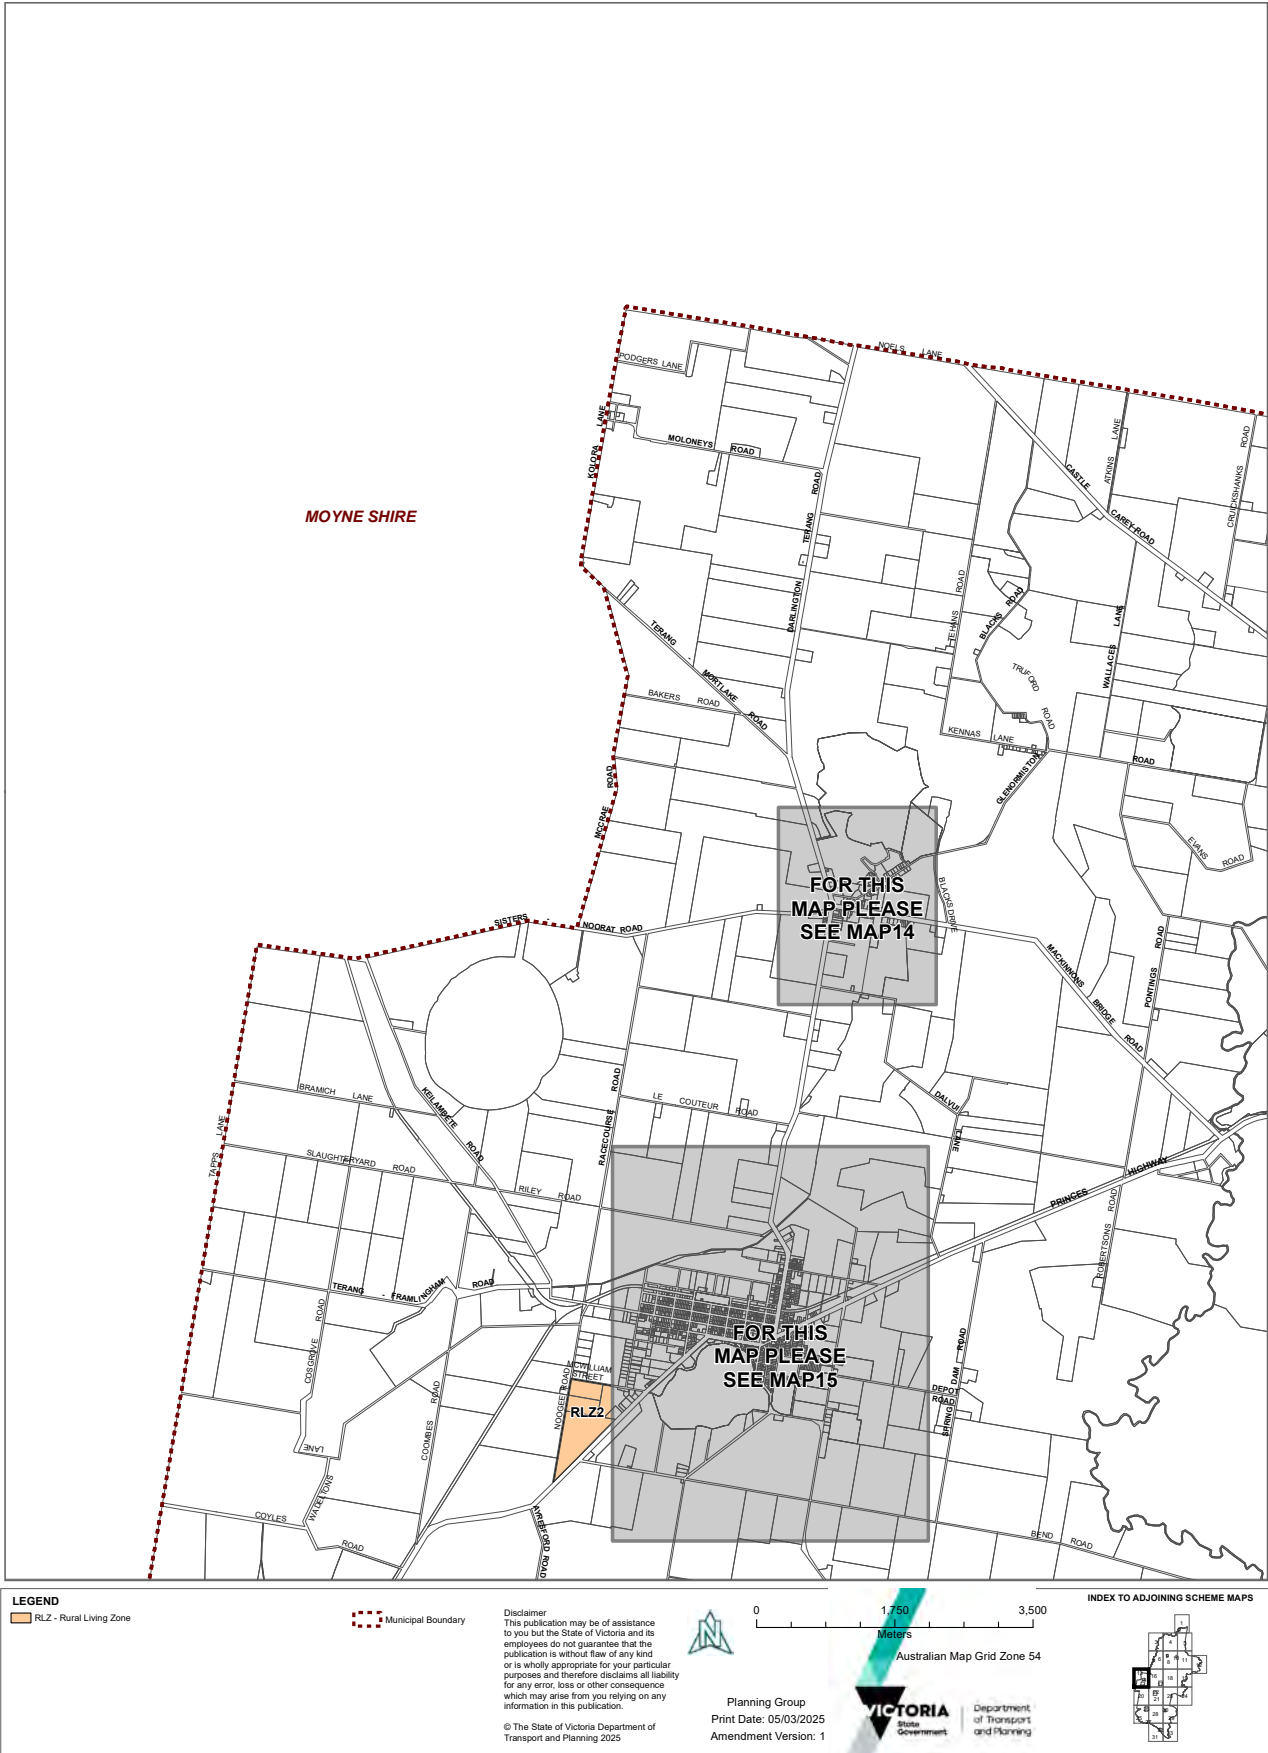 NOELS LANE
PODGERS LANE
KOLORA LANE
MOLONEYS ROAD
MOYNE SHIRE
CASTLE
CAREY ROAD
ATKINS LANE
CRUICKSHANKS ROAD
DARLINGTON
TERANG ROAD
TEHANS ROAD
BLACKS ROAD
WALLACES LANE
TERANG - MORTLAKE ROAD
BAKERS ROAD
TRUFORD ROAD
KENNAS LANE
GLENORMISTON
ROAD
MCCRAE ROAD
EVANS ROAD
FOR THIS
MAP PLEASE
SEE MAP14
BLACKS DRIVE
SISTERS - NOORAT ROAD
MACKINNONS BRIDGE ROAD
PONTINGS ROAD
BRAMICH LANE
KEILAMBETE ROAD
RACECOURSE ROAD
LE COUTEUR ROAD
DALVUI LANE
TAPPS LANE
SLAUGHTERYARD ROAD
RILEY ROAD
PRINCES HIGHWAY
ROBERTSONS ROAD
TERANG - FRAMLINGHAM ROAD
COSGROVE ROAD
FOR THIS
MAP PLEASE
SEE MAP15
MCWILLIAM
STREET
RLZ2
COOMBES ROAD
DEPOT
ROAD
SPRING DAM ROAD
LANE
WADELTONS
COYLES ROAD
AYRESFORD ROAD
BEND ROAD
LEGEND
RLZ - Rural Living Zone
Municipal Boundary
Disclaimer
This publication may be of assistance
to you but the State of Victoria and its
employees do not guarantee that the
publication is without flaw of any kind
or is wholly appropriate for your particular
purposes and therefore disclaims all liability
for any error, loss or other consequence
which may arise from you relying on any
information in this publication.
© The State of Victoria Department of
Transport and Planning 2025
N
0 1,750 3,500
Meters
Australian Map Grid Zone 54
Planning Group
Print Date: 05/03/2025
Amendment Version: 1
VICTORIA
State
Government
Department
of Transport
and Planning
INDEX TO ADJOINING SCHEME MAPS